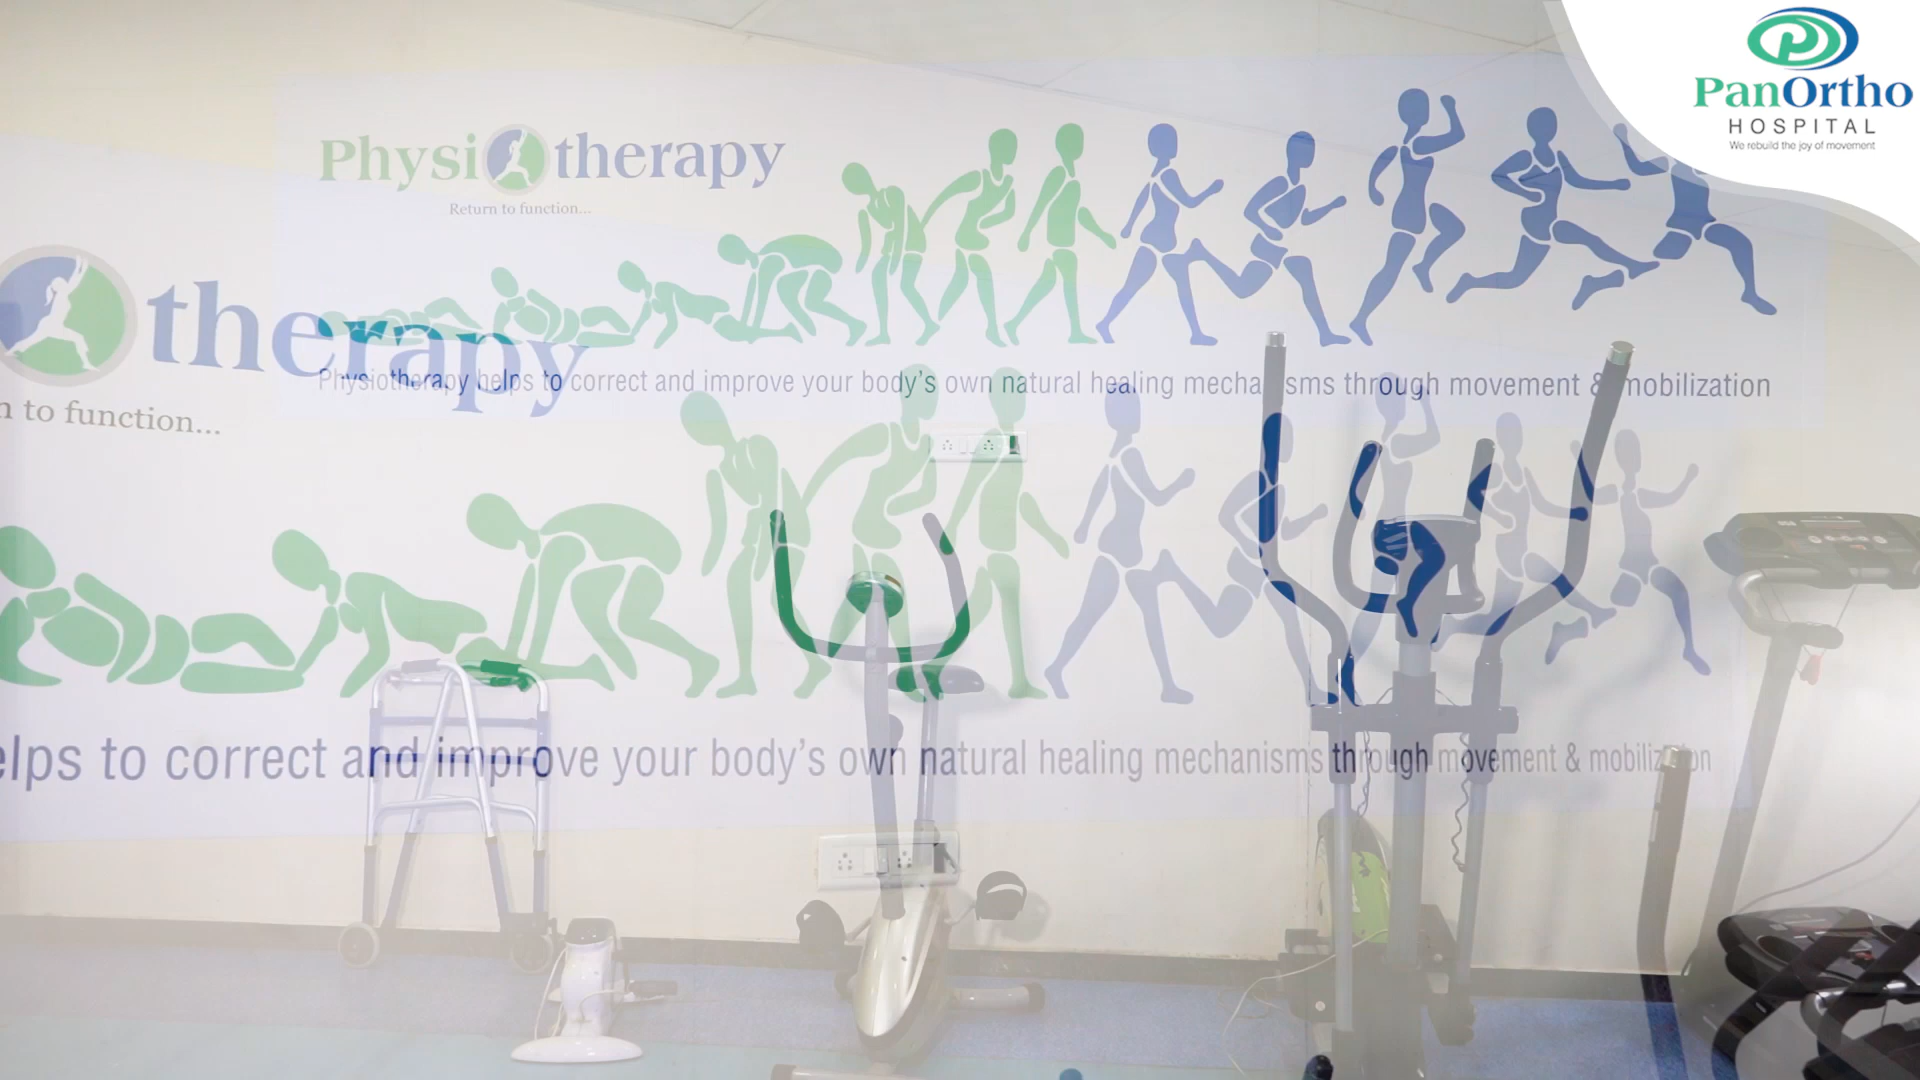 PanOrtho
HOSPITAL
We rebuild the joy of movement
Physiotherapy
Return to function...
Physiotherapy helps to correct and improve your body's own natural healing mechanisms through movement & mobilization
therapy
to function...
helps to correct and improve your body's own natural healing mechanisms through movement & mobilization